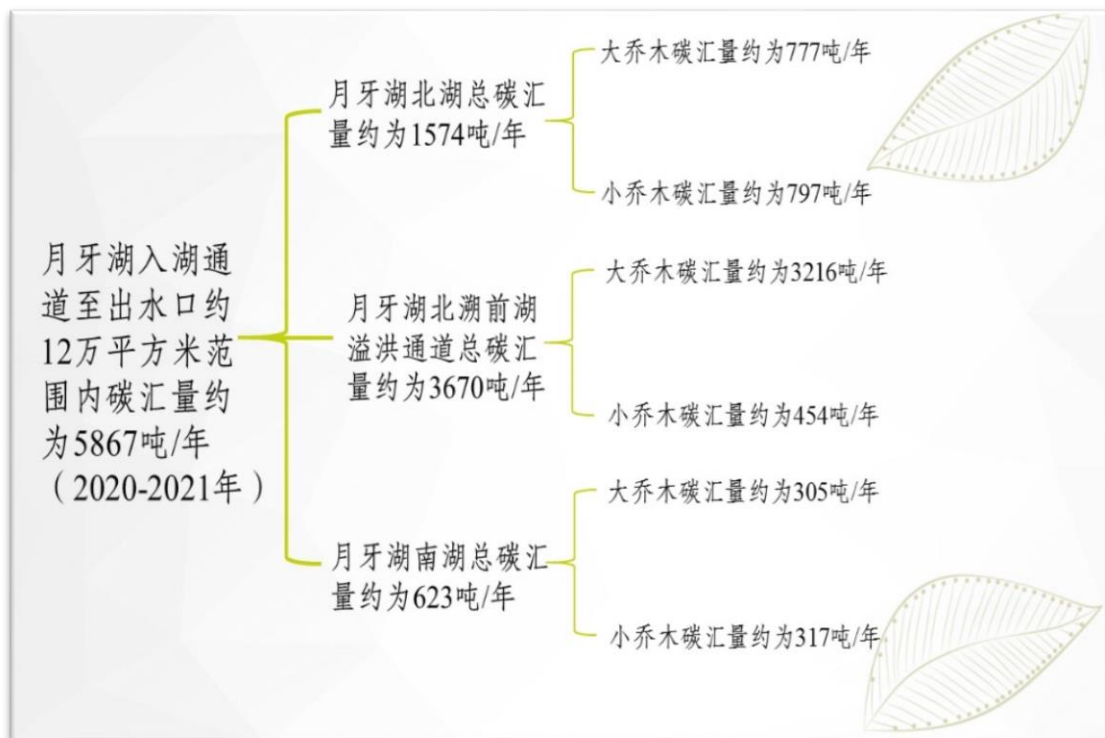 月牙湖入湖通
道至出水口约
12万平方米范
围内碳汇量约
为5867吨/年
（2020-2021年）
月牙湖北湖总碳汇
量约为1574吨/年
大乔木碳汇量约为777吨/年
小乔木碳汇量约为797吨/年
月牙湖北溯前湖
溢洪通道总碳汇
量约为3670吨/年
大乔木碳汇量约为3216吨/年
小乔木碳汇量约为454吨/年
月牙湖南湖总碳汇
量约为623吨/年
大乔木碳汇量约为305吨/年
小乔木碳汇量约为317吨/年